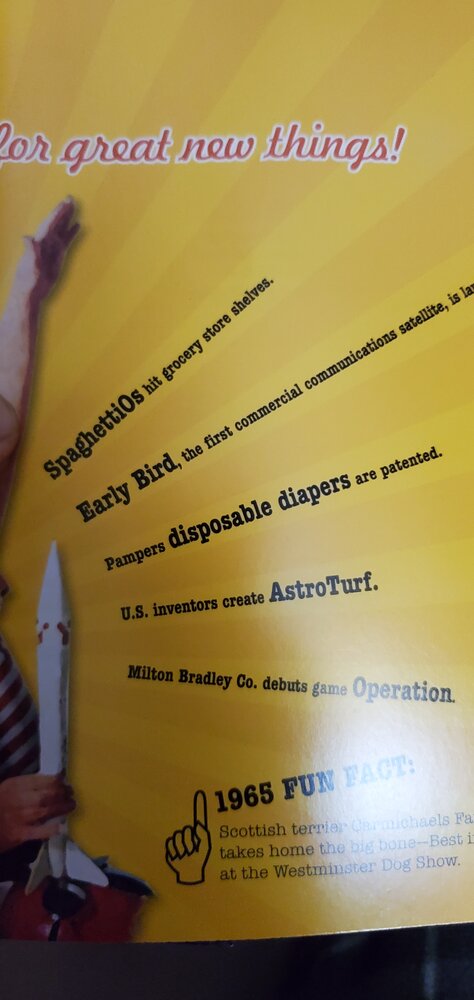 for great new things!
SpaghettiOs hit grocery store shelves.
Early Bird, the first commercial communications satellite, is
Pampers disposable diapers are patented.
U.S. inventors create AstroTurf.
Milton Bradley Co. debuts game Operation.
1965 FUN FACT:
Scottish terrier Carmichaels
takes home the big bone—Best
at the Westminster Dog Show.